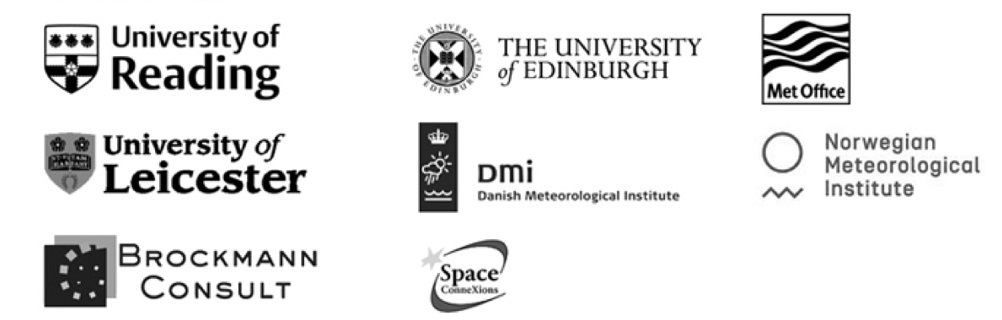 University of
Reading
THE UNIVERSITY
of EDINBURGH
Met Office
University of
Leicester
DMi
Danish Meteorological Institute
Norwegian
Meteorological
Institute
BROCKMANN
CONSULT
Space
ConneXions